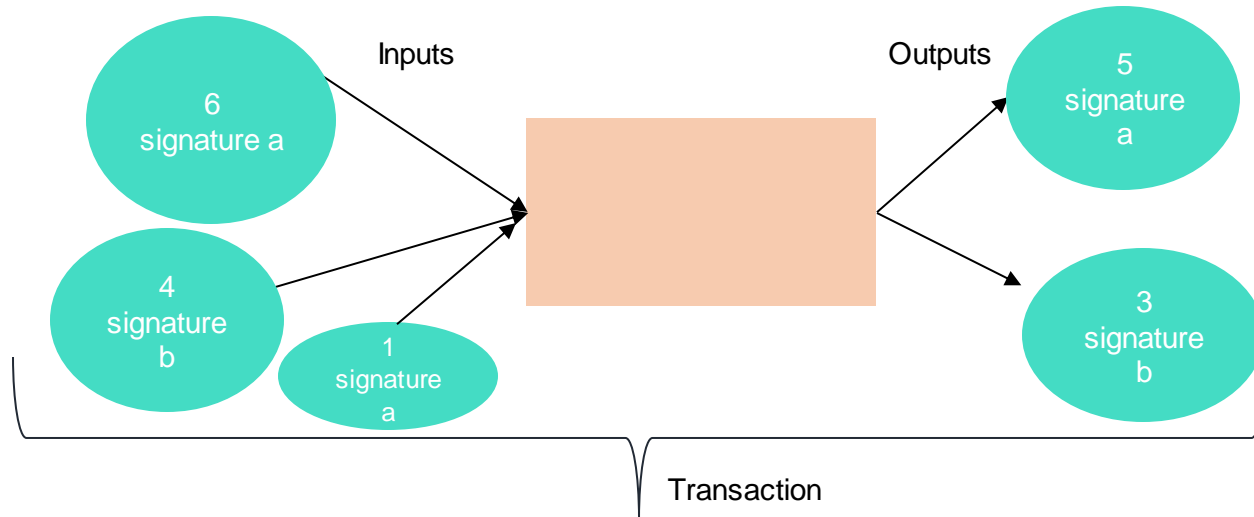 Inputs
Outputs
6
signature a
5
signature
a
4
signature
b
1
signature
a
3
signature
b
Transaction